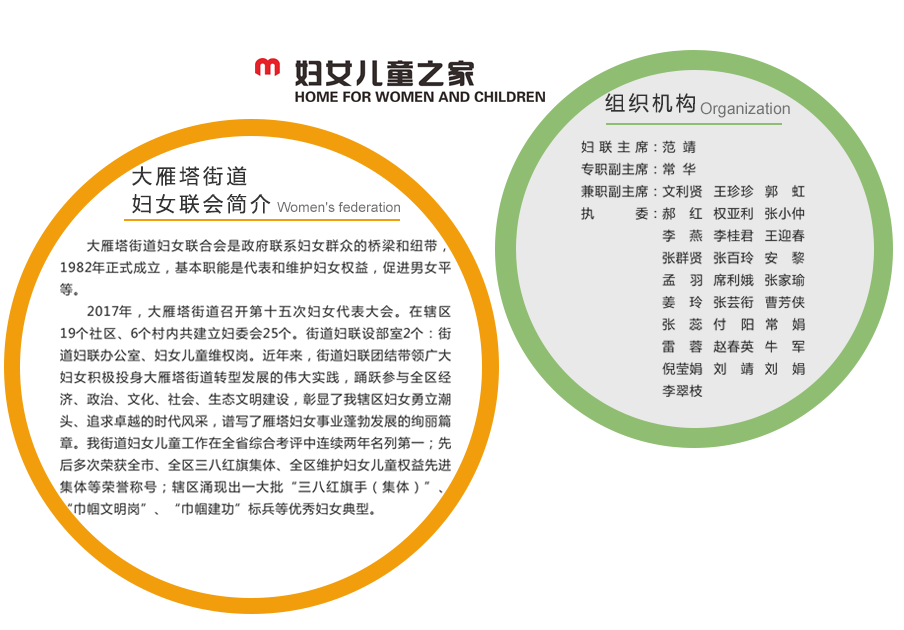 妇女儿童之家
HOME FOR WOMEN AND CHILDREN
大雁塔街道
妇女联会简介 Women's federation
大雁塔街道妇女联合会是政府联系妇女群众的桥梁和纽带，
1982年正式成立，基本职能是代表和维护妇女权益，促进男女平
等。
2017年，大雁塔街道召开第十五次妇女代表大会。在辖区
19个社区、6个村内共建立妇委会25个。街道妇联设部室2个：街
道妇联办公室、妇女儿童维权岗。近年来，街道妇联团结带领广大
妇女积极投身大雁塔街道转型发展的伟大实践，踊跃参与全区经
济、政治、文化、社会、生态文明建设，彰显了我辖区妇女勇立潮
头、追求卓越的时代风采，谱写了雁塔妇女事业蓬勃发展的绚丽篇
章。我街道妇女儿童工作在全省综合考评中连续两年名列第一；先
后多次荣获全市、全区三八红旗集体、全区维护妇女儿童权益先进
集体等荣誉称号；辖区涌现出一大批“三八红旗手（集体）”、
“巾帼文明岗”、“巾帼建功”标兵等优秀妇女典型。
组织机构 Organization
妇联主席：范 靖
专职副主席：常 华
兼职副主席：文利贤 王珍珍 郭 虹
执 委：郝 红 权亚利 张小仲
李 燕 李桂君 王迎春
张群贤 张百玲 安 黎
孟 羽 席利娥 张家瑜
姜 玲 张芸衔 曹芳侠
张 蕊 付 阳 常 娟
雷 蓉 赵春英 牛 军
倪莹娟 刘 靖 刘 娟
李翠枝